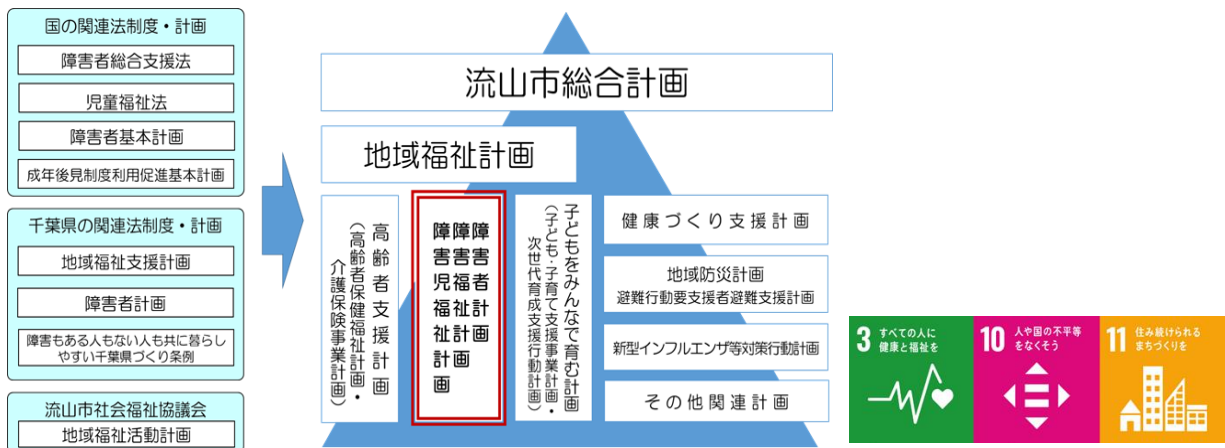 国の関連法制度・計画
障害者総合支援法
児童福祉法
障害者基本計画
成年後見制度利用促進基本計画
千葉県の関連法制度・計画
地域福祉支援計画
障害者計画
障害もある人もない人も共に暮らし
やすい千葉県づくり条例
流山市社会福祉協議会
地域福祉活動計画
流山市総合計画
地域福祉計画
高齢者支援計画
（高齢者保健福祉計画・
介護保険事業計画）
障害者計画
障害福祉計画
障害児福祉計画
子どもをみんなで育む計画
（子ども・子育て支援事業計画・
次世代育成支援行動計画）
健康づくり支援計画
地域防災計画
避難行動要支援者避難支援計画
新型インフルエンザ等対策行動計画
その他関連計画
3 すべての人に
健康と福祉を
10 人や国の不平等
をなくそう
11 住み続けられる
まちづくりを